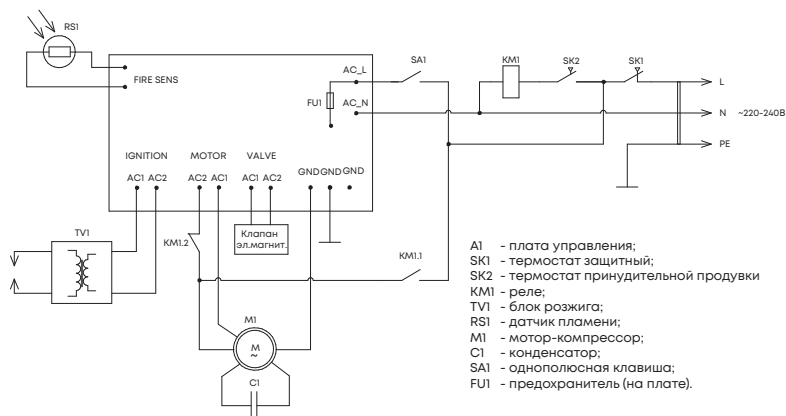 RS1
FIRE SENS
AC_L
SA1
KM1
SK2
SK1
L
FU1
AC_N
N
~220-240В
PE
IGNITION
MOTOR
VALVE
AC1 AC2
AC2 AC1
AC1 AC2
GND GND GND
TV1
KM1.2
Клапан
эл.магнит.
KM1.1
M1
M
~
C1
A1 - плата управления;
SK1 - термостат защитный;
SK2 - термостат принудительной продувки
KM1 - реле;
TV1 - блок розжига;
RS1 - датчик пламени;
M1 - мотор-компрессор;
C1 - конденсатор;
SA1 - однополюсная клавиша;
FU1 - предохранитель (на плате).